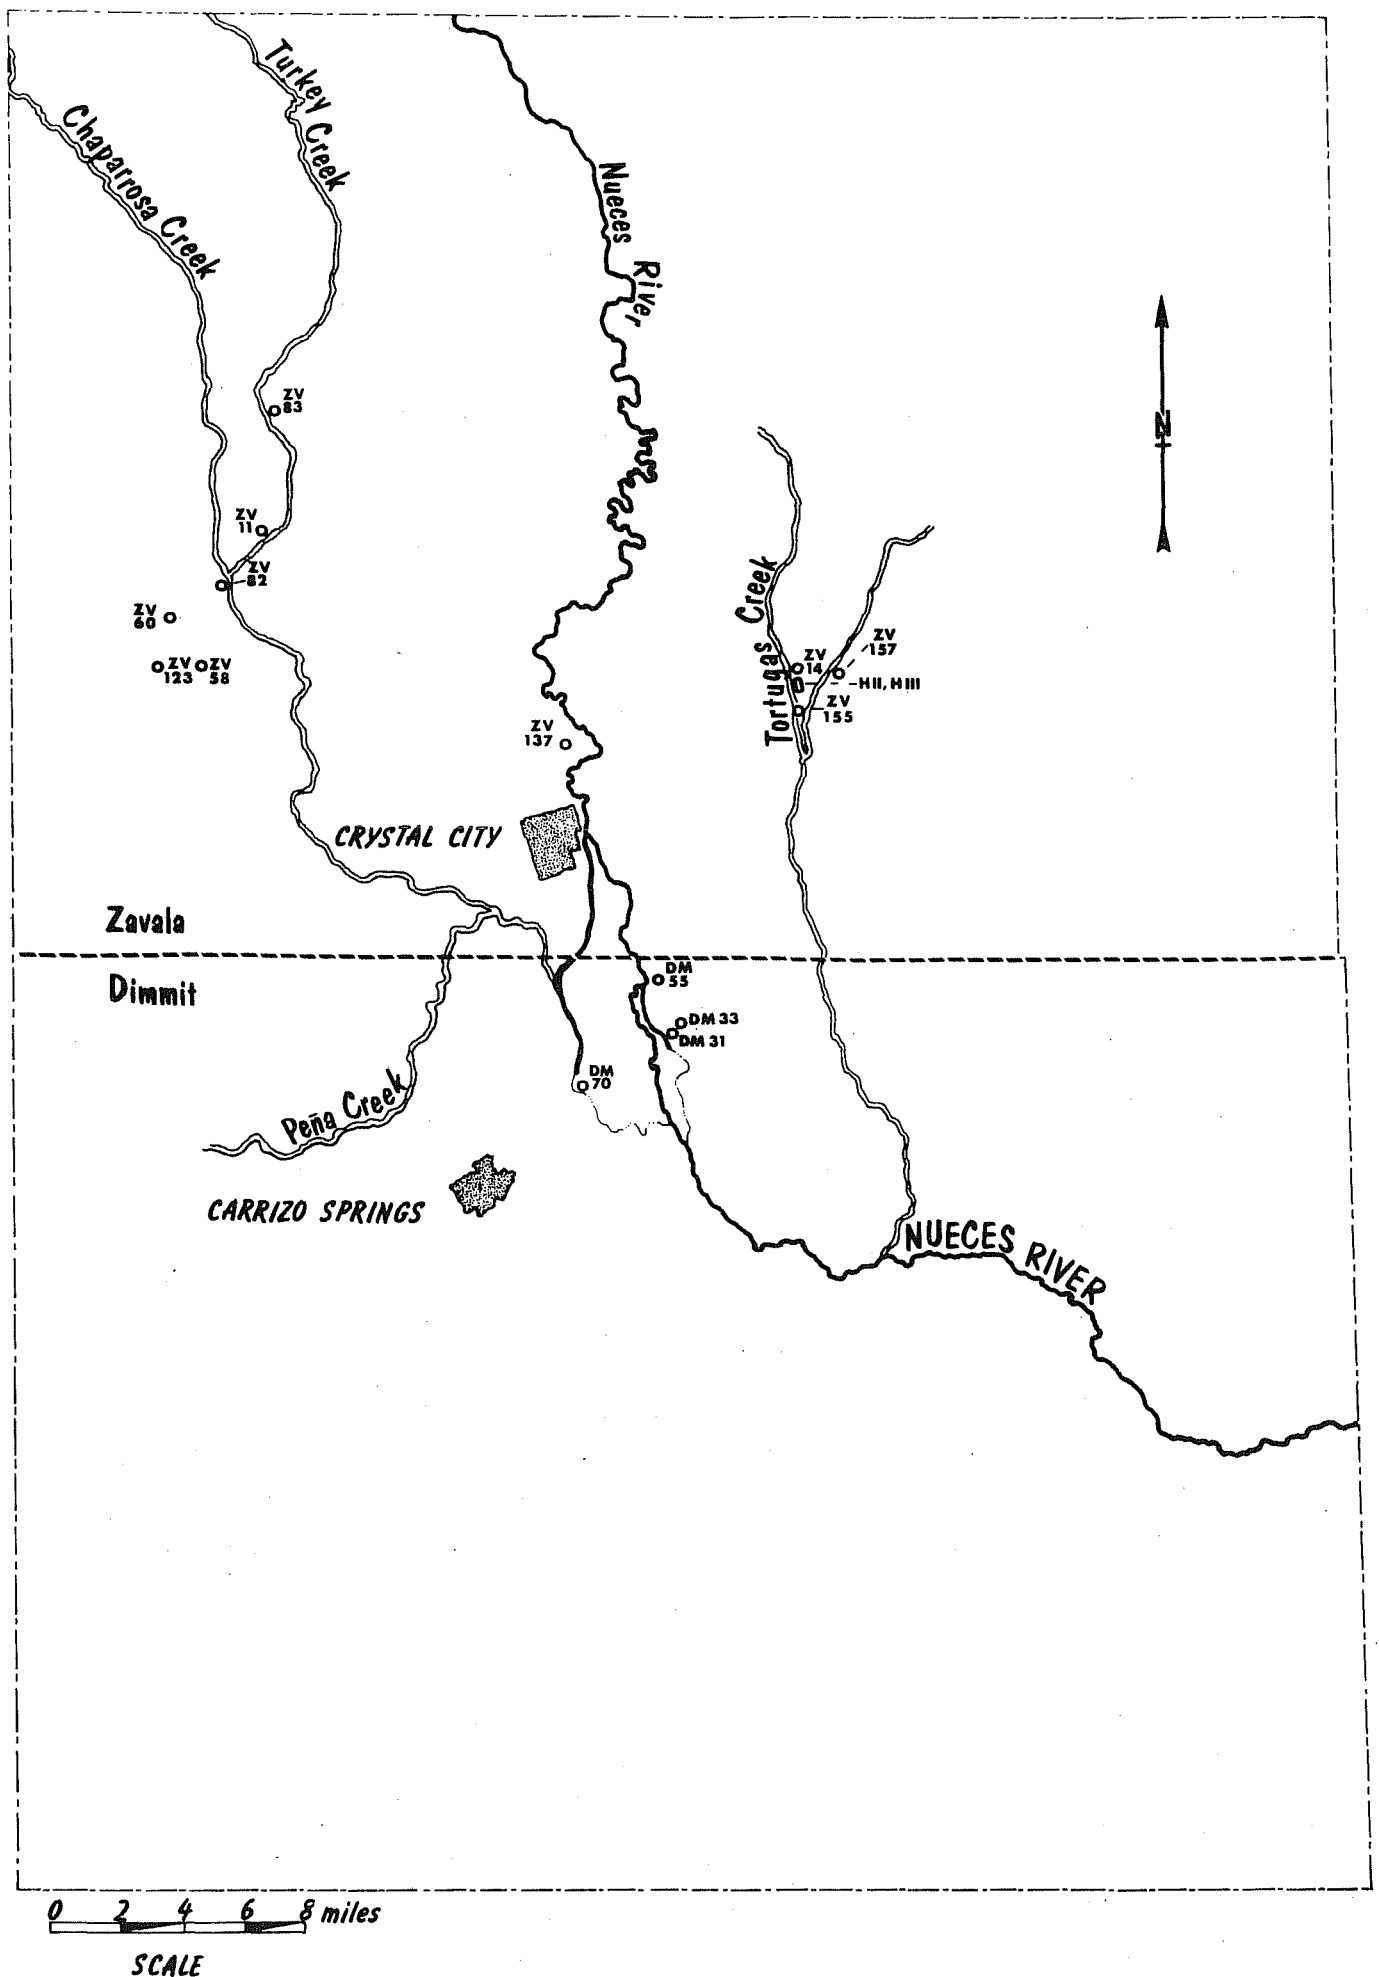 Turkey Creek
Chaparrosa Creek
Nueces River
N
ZV
83
ZV
11
ZV
82
ZV
60
ZV
123
ZV
58
Tortugas Creek
ZV
14
ZV
157
HII, HIII
ZV
155
ZV
137
CRYSTAL CITY
Zavala
Dimmit
DM
55
DM 33
DM 31
DM
70
Peña Creek
CARRIZO SPRINGS
NUECES RIVER
0 2 4 6 8 miles
SCALE